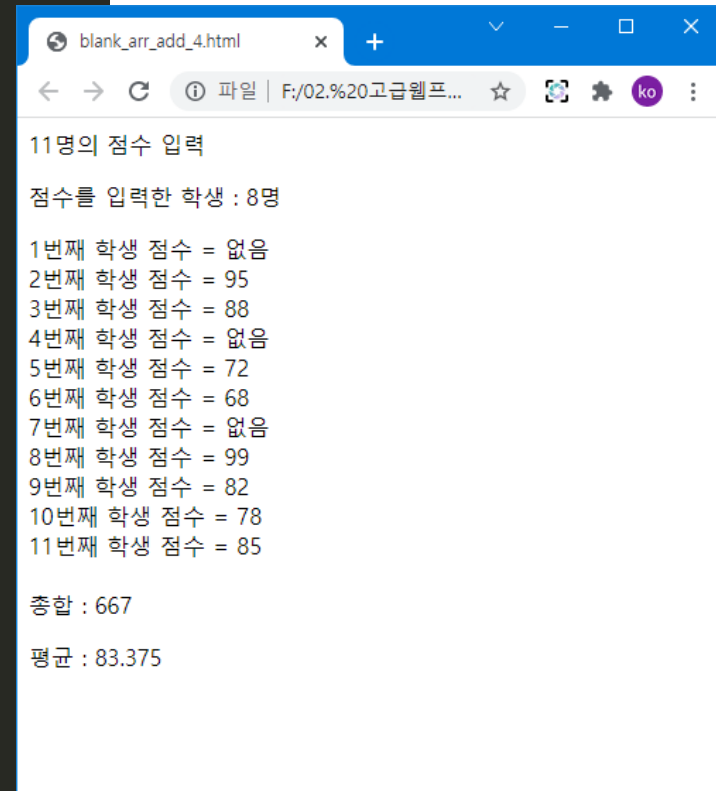 blank_arr_add_4.html
파일 | F:/02.%20고급웹프...
ko
11명의 점수 입력
점수를 입력한 학생 : 8명
1번째 학생 점수 = 없음
2번째 학생 점수 = 95
3번째 학생 점수 = 88
4번째 학생 점수 = 없음
5번째 학생 점수 = 72
6번째 학생 점수 = 68
7번째 학생 점수 = 없음
8번째 학생 점수 = 99
9번째 학생 점수 = 82
10번째 학생 점수 = 78
11번째 학생 점수 = 85
총합 : 667
평균 : 83.375